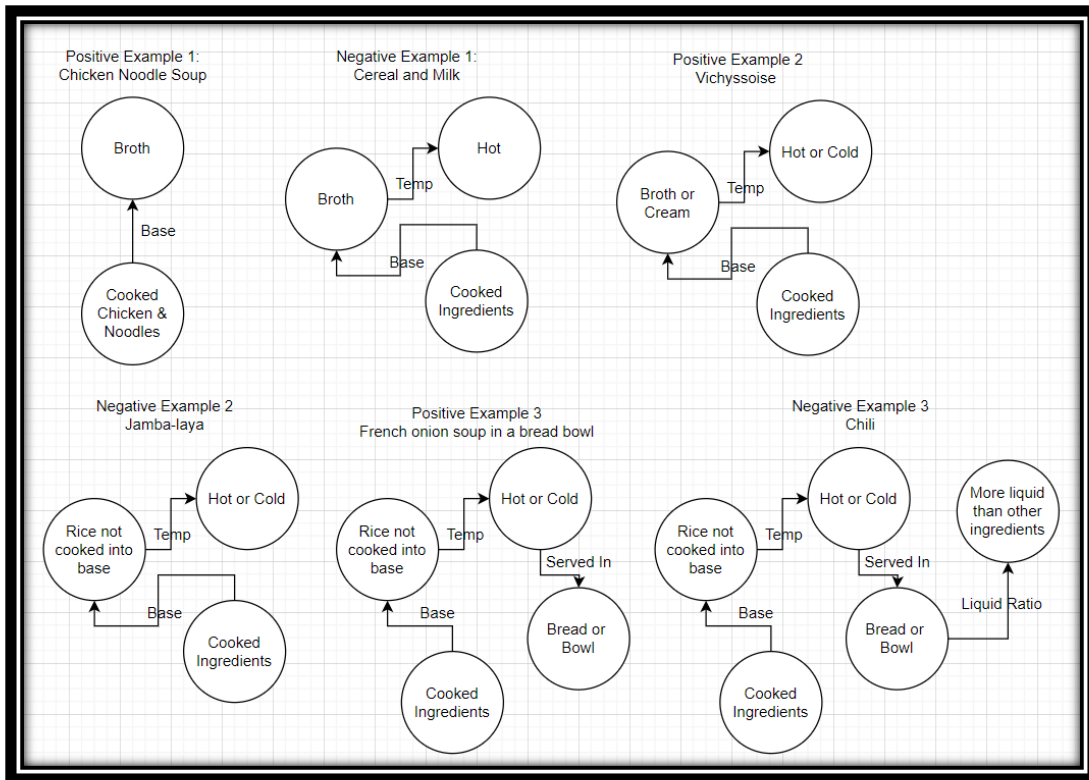 Positive Example 1:
Chicken Noodle Soup
Broth
Base
Cooked
Chicken &
Noodles
Negative Example 1:
Cereal and Milk
Hot
Temp
Broth
Base
Cooked
Ingredients
Positive Example 2
Vichyssoise
Hot or Cold
Temp
Broth or
Cream
Base
Cooked
Ingredients
Negative Example 2
Jamba-laya
Hot or Cold
Temp
Rice not
cooked into
base
Base
Cooked
Ingredients
Positive Example 3
French onion soup in a bread bowl
Hot or Cold
Temp
Rice not
cooked into
base
Served In
Base
Bread or
Bowl
Cooked
Ingredients
Negative Example 3
Chili
Hot or Cold
More liquid
than other
ingredients
Temp
Rice not
cooked into
base
Served In
Liquid Ratio
Base
Bread or
Bowl
Cooked
Ingredients